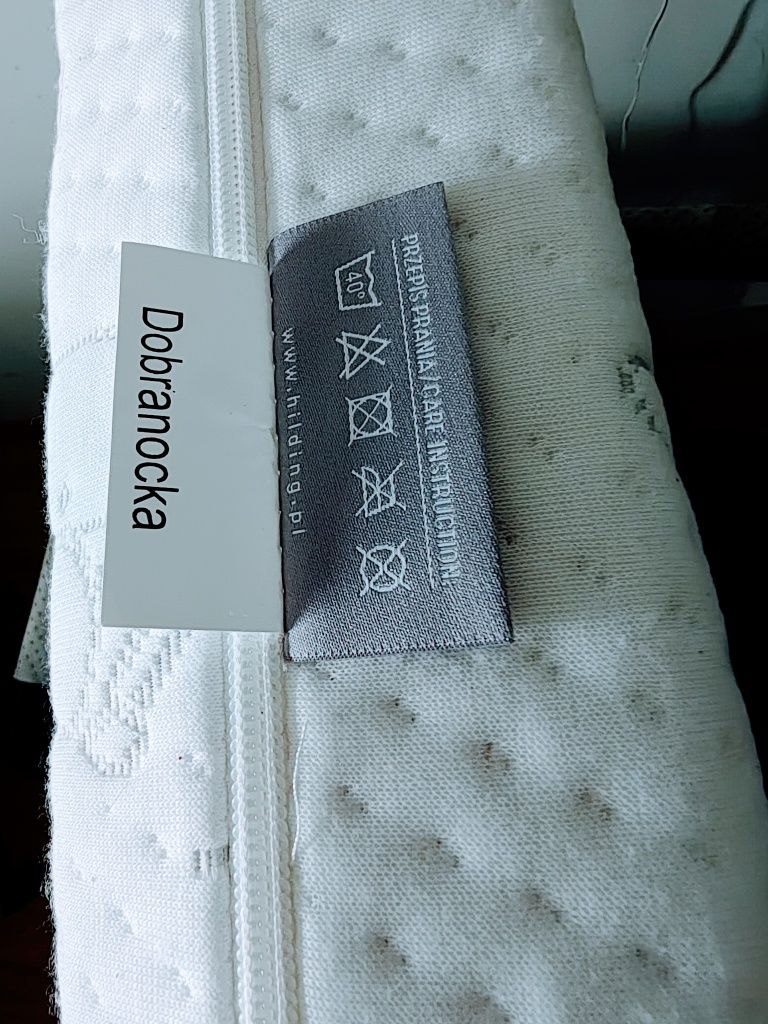 Dobranocka
PRZEPIS PRANIA/CARE INSTRUCTION
40°
www.hilding.pl